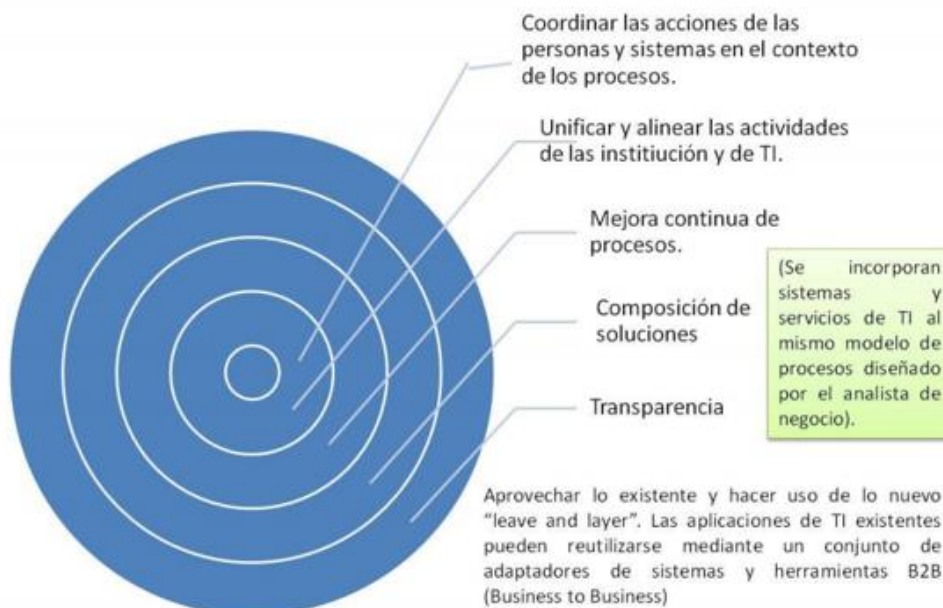 Coordinar las acciones de las
personas y sistemas en el contexto
de los procesos.
Unificar y alinear las actividades
de las institiución y de TI.
Mejora continua de
procesos.
(Se incorporan
sistemas y
servicios de TI al
mismo modelo de
procesos diseñado
por el analista de
negocio).
Composición de
soluciones
Transparencia
Aprovechar lo existente y hacer uso de lo nuevo
“leave and layer”. Las aplicaciones de TI existentes
pueden reutilizarse mediante un conjunto de
adaptadores de sistemas y herramientas B2B
(Business to Business)